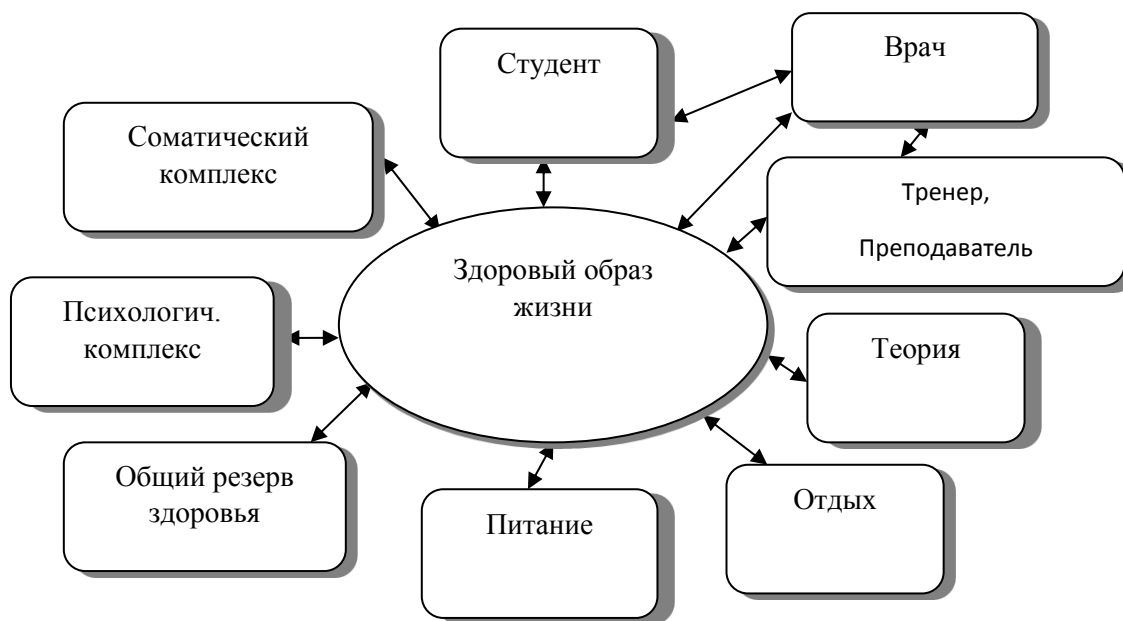 Студент
Врач
Соматический
комплекс
Тренер,
Преподаватель
Здоровый образ
жизни
Психологич.
комплекс
Теория
Общий резерв
здоровья
Питание
Отдых